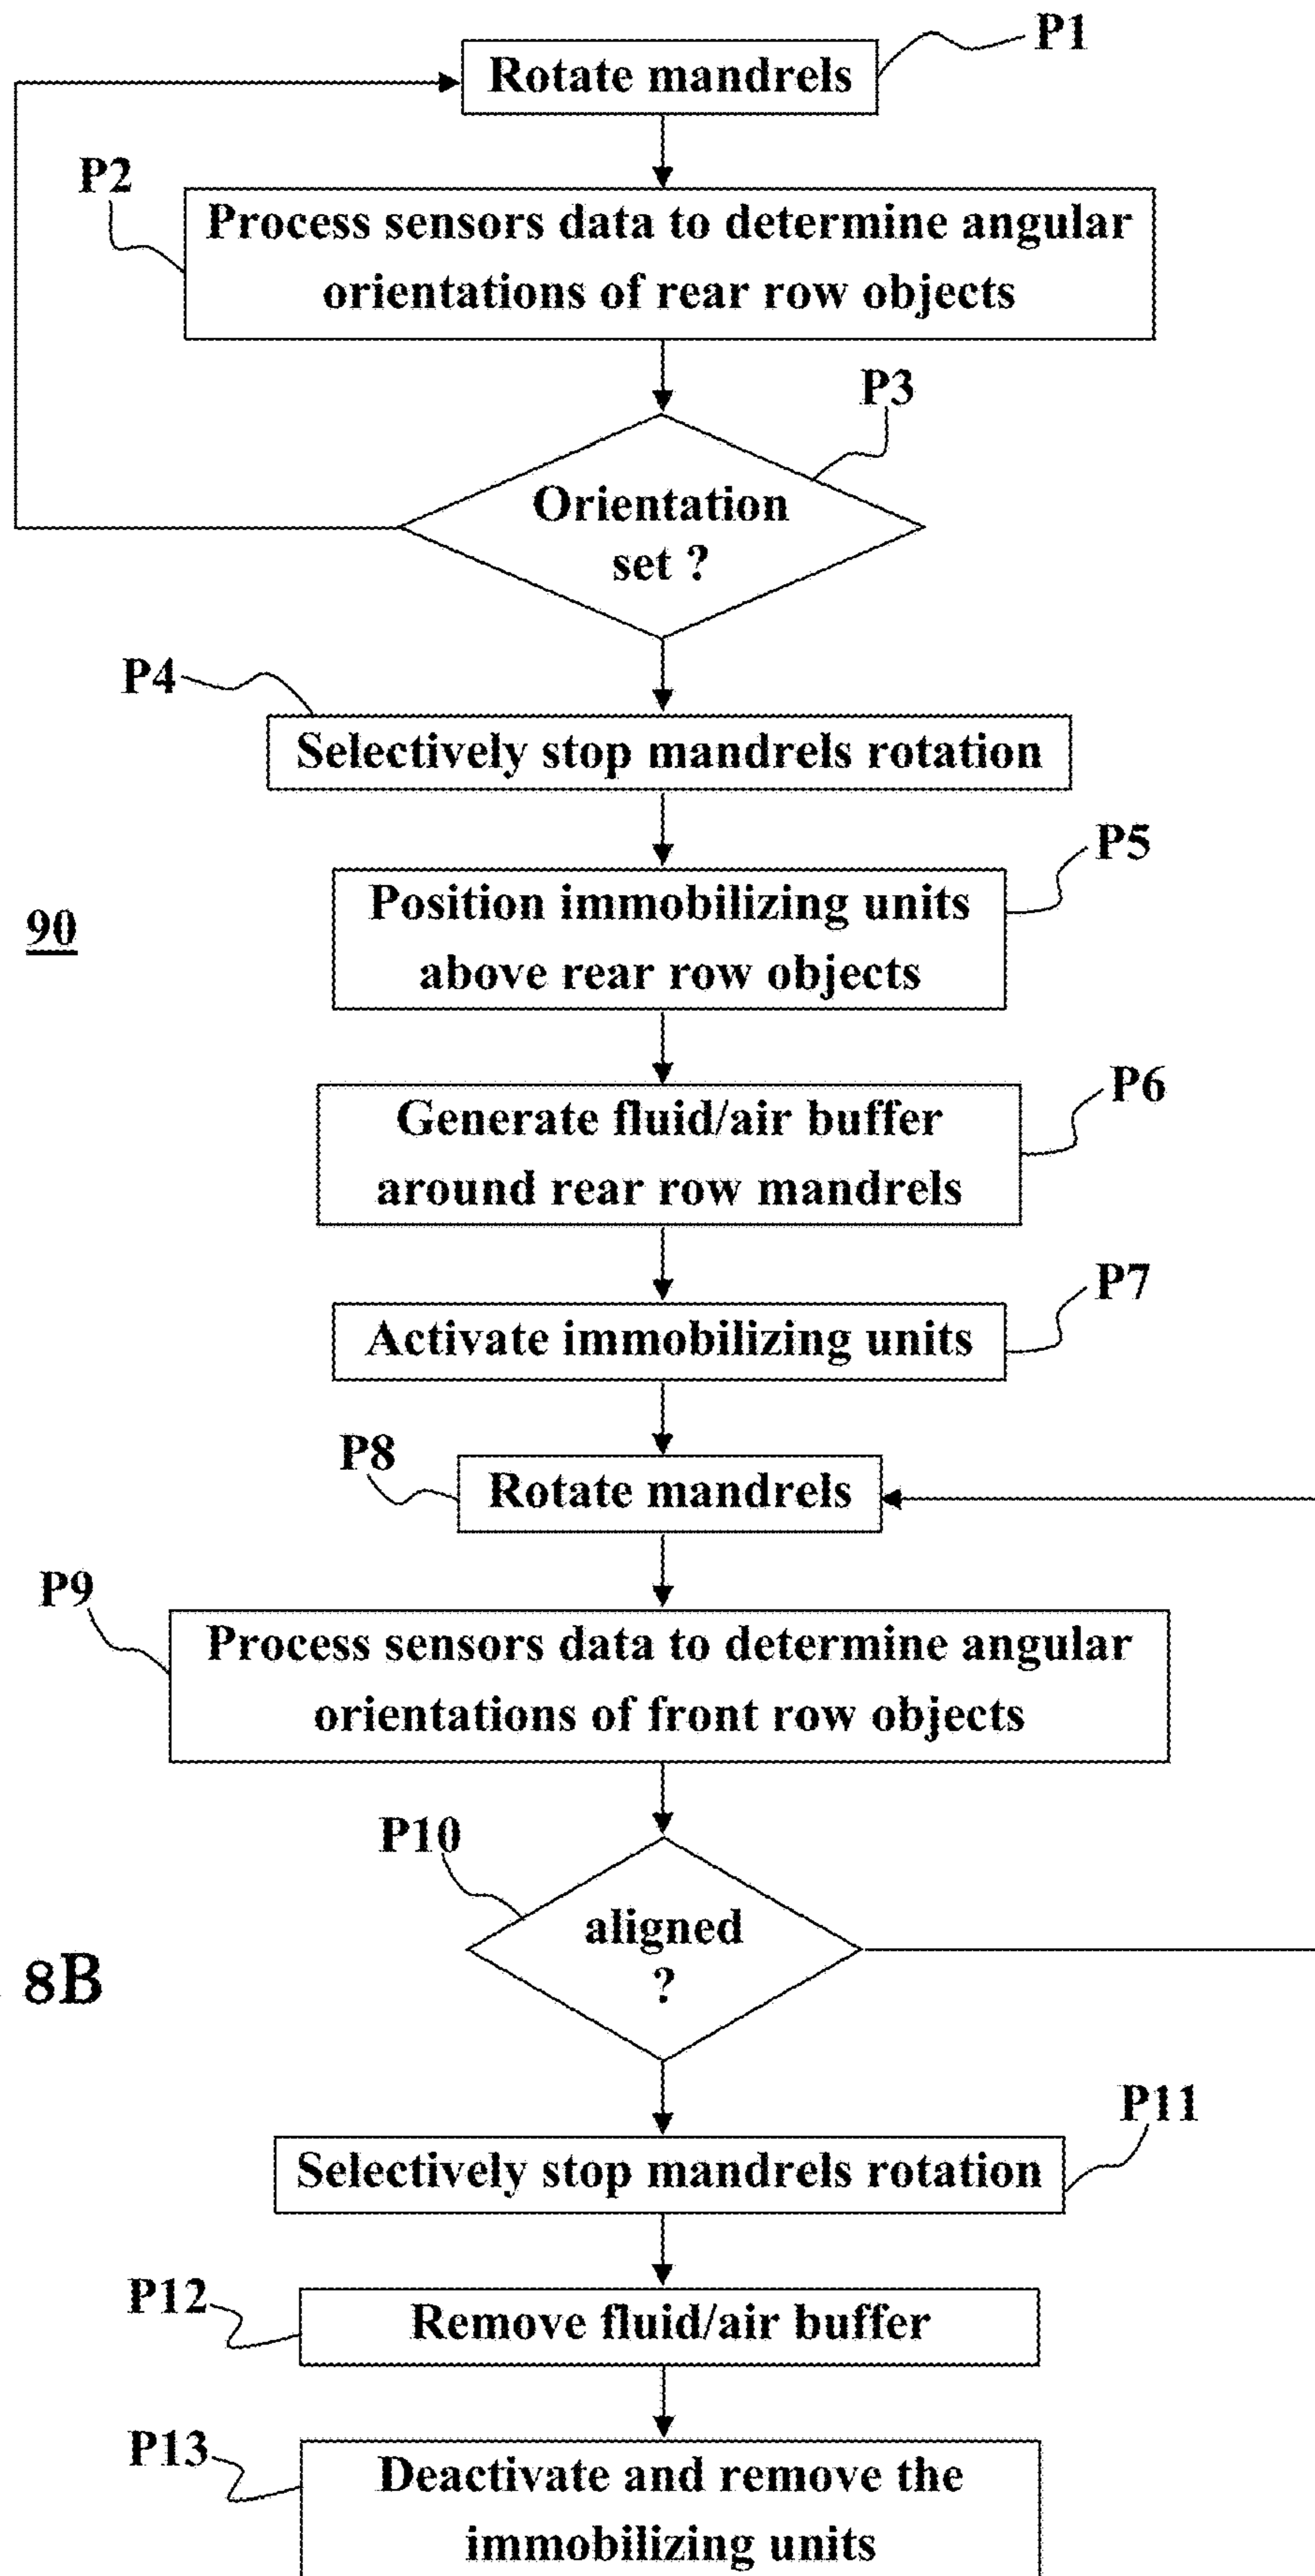 P1
Rotate mandrels
P2
Process sensors data to determine angular
orientations of rear row objects
P3
Orientation
set ?
P4
Selectively stop mandrels rotation
P5
Position immobilizing units
above rear row objects
90
P6
Generate fluid/air buffer
around rear row mandrels
P7
Activate immobilizing units
P8
Rotate mandrels
P9
Process sensors data to determine angular
orientations of front row objects
P10
aligned
?
8B
P11
Selectively stop mandrels rotation
P12
Remove fluid/air buffer
P13
Deactivate and remove the
immobilizing units